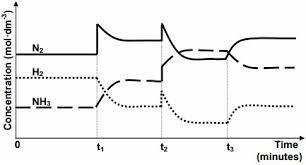 Concentration (mol·dm⁻³)
N₂
H₂
NH₃
0
t₁
t₂
t₃
Time
(minutes)